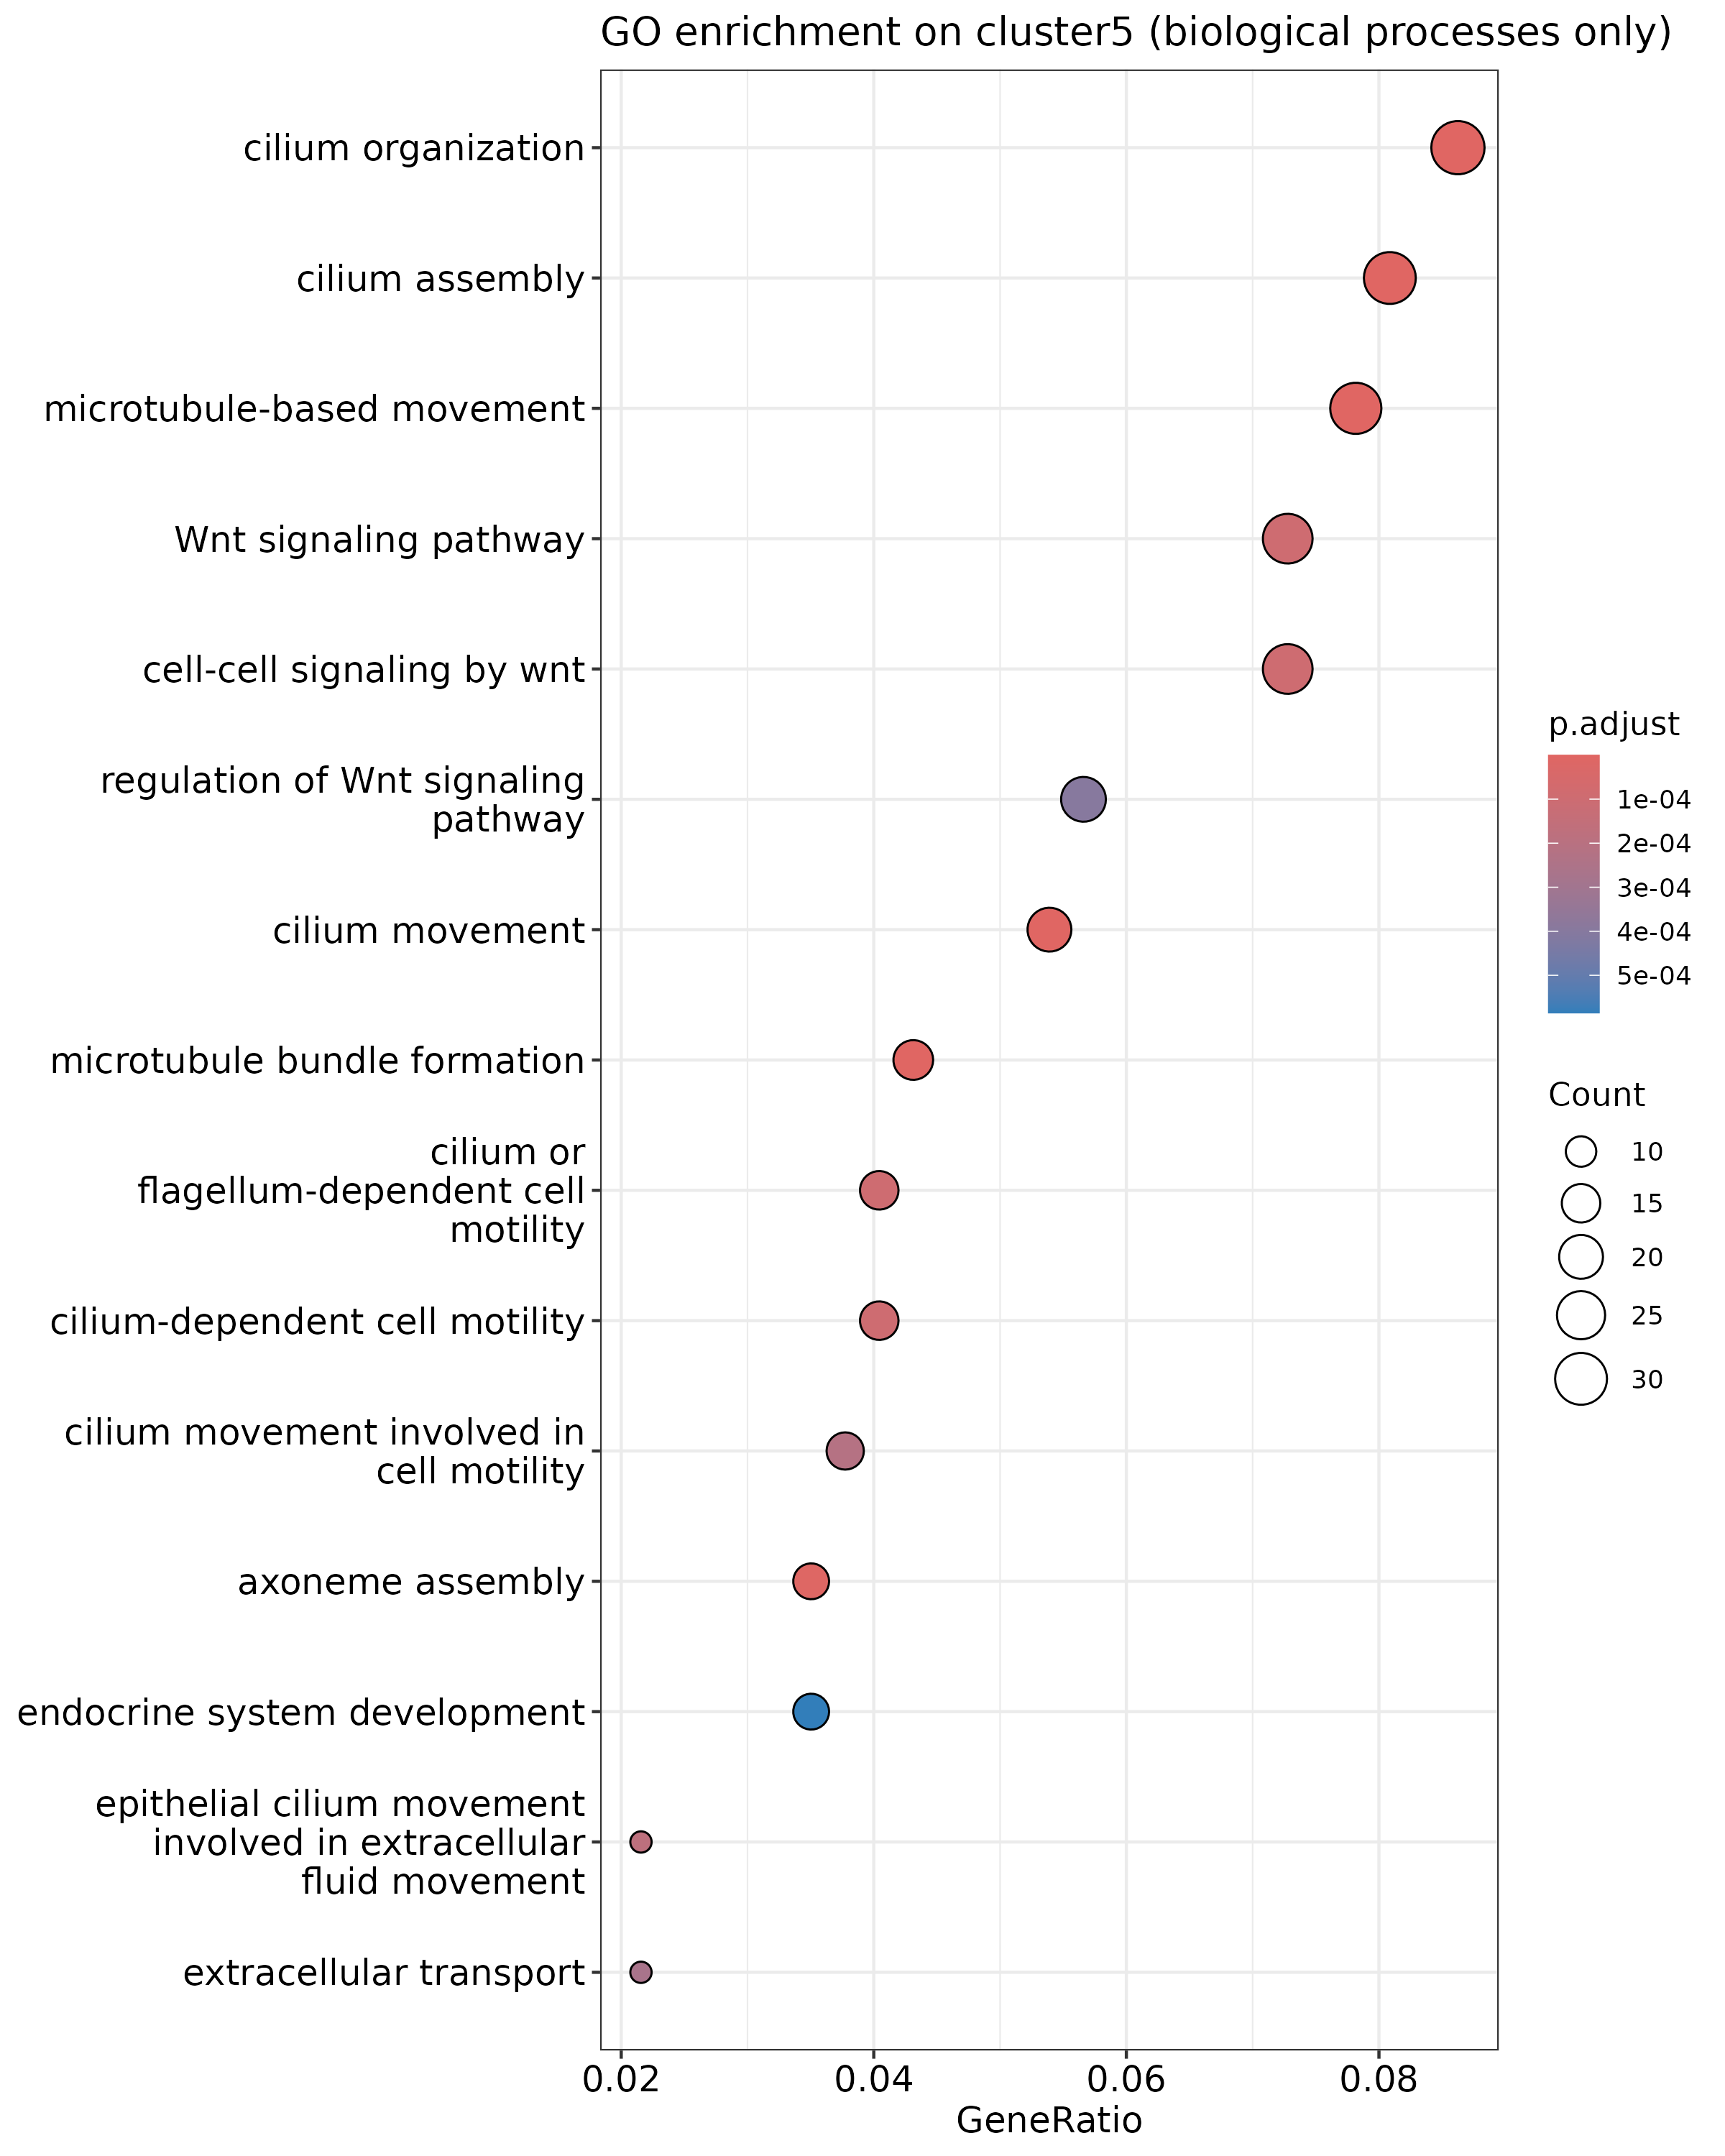 GO enrichment on cluster5 (biological processes only)
cilium organization
cilium assembly
microtubule-based movement
Wnt signaling pathway
cell-cell signaling by wnt
regulation of Wnt signaling
pathway
cilium movement
microtubule bundle formation
cilium or
flagellum-dependent cell
motility
cilium-dependent cell motility
cilium movement involved in
cell motility
axoneme assembly
endocrine system development
epithelial cilium movement
involved in extracellular
fluid movement
extracellular transport
0.02
0.04
0.06
0.08
GeneRatio
p.adjust
1e-04
2e-04
3e-04
4e-04
5e-04
Count
10
15
20
25
30